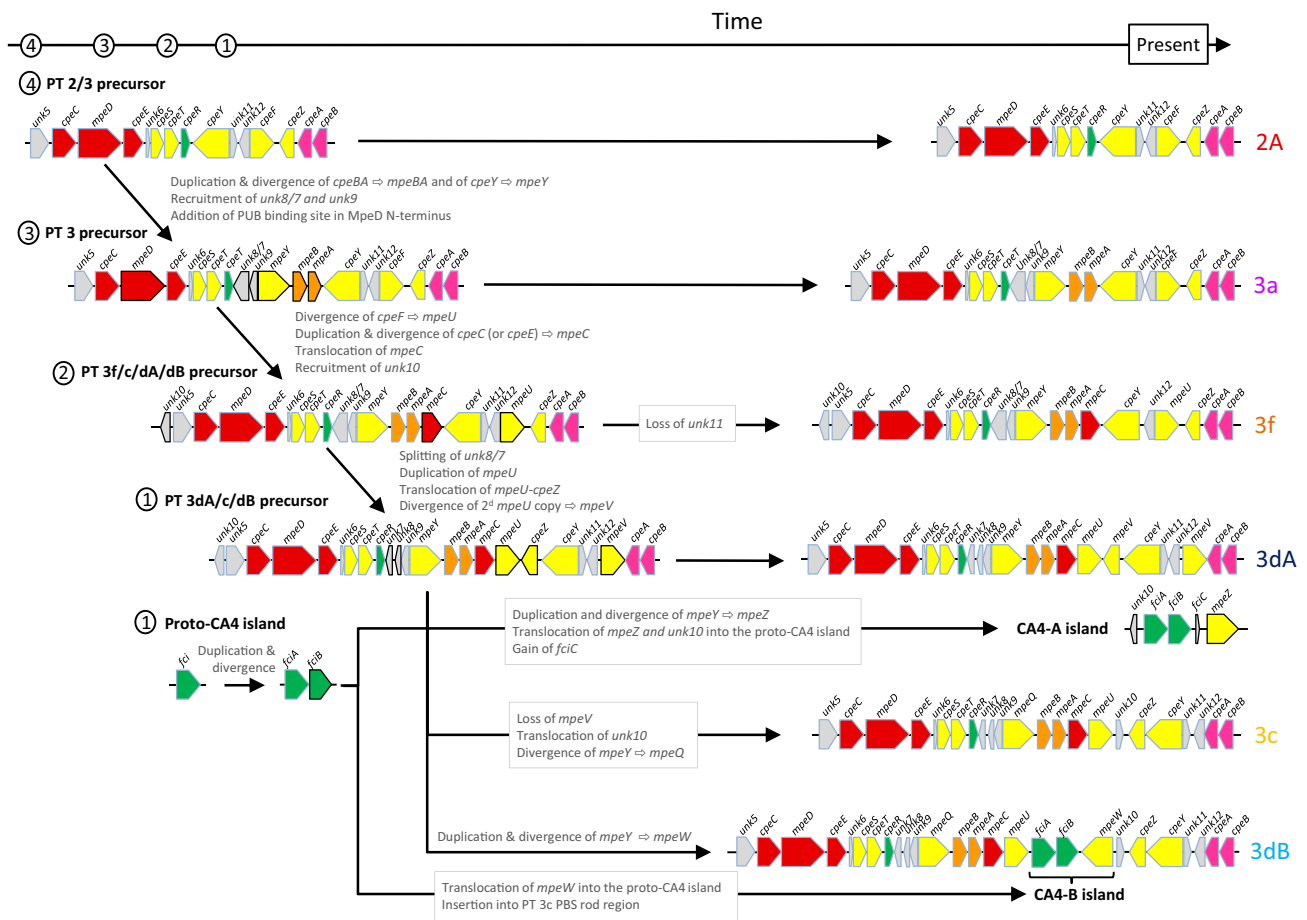 Time
4 3 2 1 Present
4 PT 2/3 precursor
unk5 cpeC mpeD cpeE unk6 cpeS cpeT cpeR cpeY unk11 unk12 cpeF cpeZ cpeA cpeB
unk5 cpeC mpeD cpeE unk6 cpeS cpeT cpeR cpeY unk11 unk12 cpeF cpeZ cpeA cpeB
2A
Duplication & divergence of cpeBA ⇨ mpeBA and of cpeY ⇨ mpeY
Recruitment of unk8/7 and unk9
Addition of PUB binding site in MpeD N-terminus
3 PT 3 precursor
unk5 cpeC mpeD cpeE unk6 cpeS cpeT cpeT unk8/7 unk9 mpeY mpeB mpeA cpeY unk11 unk12 cpeF cpeZ cpeA cpeB
unk5 cpeC mpeD cpeE unk6 cpeS cpeT cpeT Unk8/7 unk9 mpeY mpeB mpeA cpeY unk11 unk12 cpeF cpeZ cpeA cpeB
3a
Divergence of cpeF ⇨ mpeU
Duplication & divergence of cpeC (or cpeE) ⇨ mpeC
Translocation of mpeC
Recruitment of unk10
2 PT 3f/c/dA/dB precursor
unk10 unk5 cpeC mpeD cpeE unk6 cpeS cpeT cpeR unk8/7 unk9 mpeY mpeB mpeA mpeC cpeY unk11 unk12 mpeU cpeZ cpeA cpeB
Loss of unk11
unk10 unk5 cpeC mpeD cpeE unk6 cpeS cpeT cpeR unk8/7 unk9 mpeY mpeB mpeA mpeC cpeY unk12 mpeU cpeZ cpeA cpeB
3f
Splitting of unk8/7
Duplication of mpeU
Translocation of mpeU-cpeZ
Divergence of 2d mpeU copy ⇨ mpeV
1 PT 3dA/c/dB precursor
unk10 unk5 cpeC mpeD cpeE unk6 cpeS cpeT cpeR unk7 unk8 unk9 mpeY mpeB mpeA mpeC mpeU cpeZ cpeY unk11 unk12 mpeV cpeA cpeB
unk5 cpeC mpeD cpeE unk6 cpeS cpeT cpeR unk7 unk8 unk9 mpeY mpeB mpeA mpeC mpeU mpeV cpeY unk11 unk12 mpeV cpeA cpeB
3dA
1 Proto-CA4 island
fci
Duplication &
divergence
fciA fciB
Duplication and divergence of mpeY ⇨ mpeZ
Translocation of mpeZ and unk10 into the proto-CA4 island
Gain of fciC
CA4-A island
unk10 fciA fciB fciC mpeZ
Loss of mpeV
Translocation of unk10
Divergence of mpeY ⇨ mpeQ
unk5 cpeC mpeD cpeE unk6 cpeS cpeT cpeR unk7 unk8 unk9 mpeQ mpeB mpeA mpeC mpeU unk10 cpeZ cpeY unk11 unk12 cpeA cpeB
3c
Duplication & divergence of mpeY ⇨ mpeW
unk5 cpeC mpeD cpeE unk6 cpeS cpeT cpeR unk7 unk8 unk9 mpeQ mpeB mpeA mpeC mpeU fciA fciB mpeW unk10 cpeZ cpeY unk11 unk12 cpeA cpeB
3dB
Translocation of mpeW into the proto-CA4 island
Insertion into PT 3c PBS rod region
CA4-B island